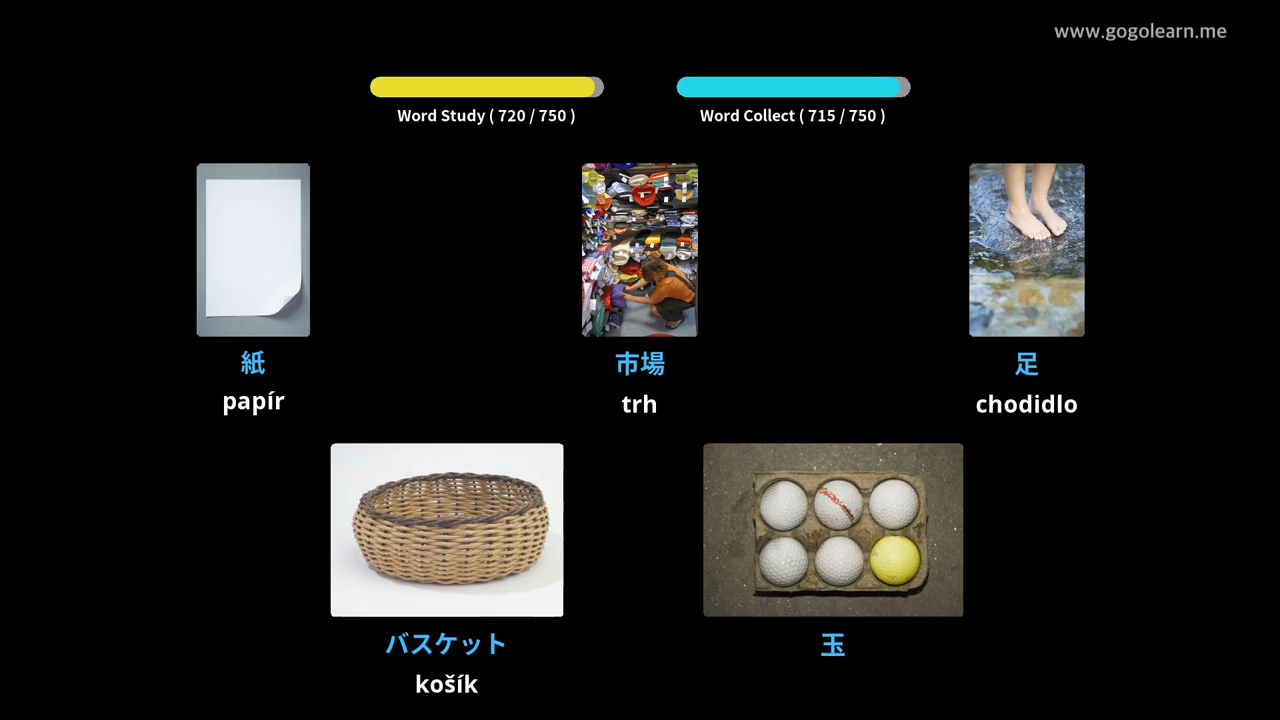 www.gogolearn.me
Word Study ( 720 / 750 )
Word Collect ( 715 / 750 )
紙
市場
足
papír
trh
chodidlo
バスケット
玉
košík